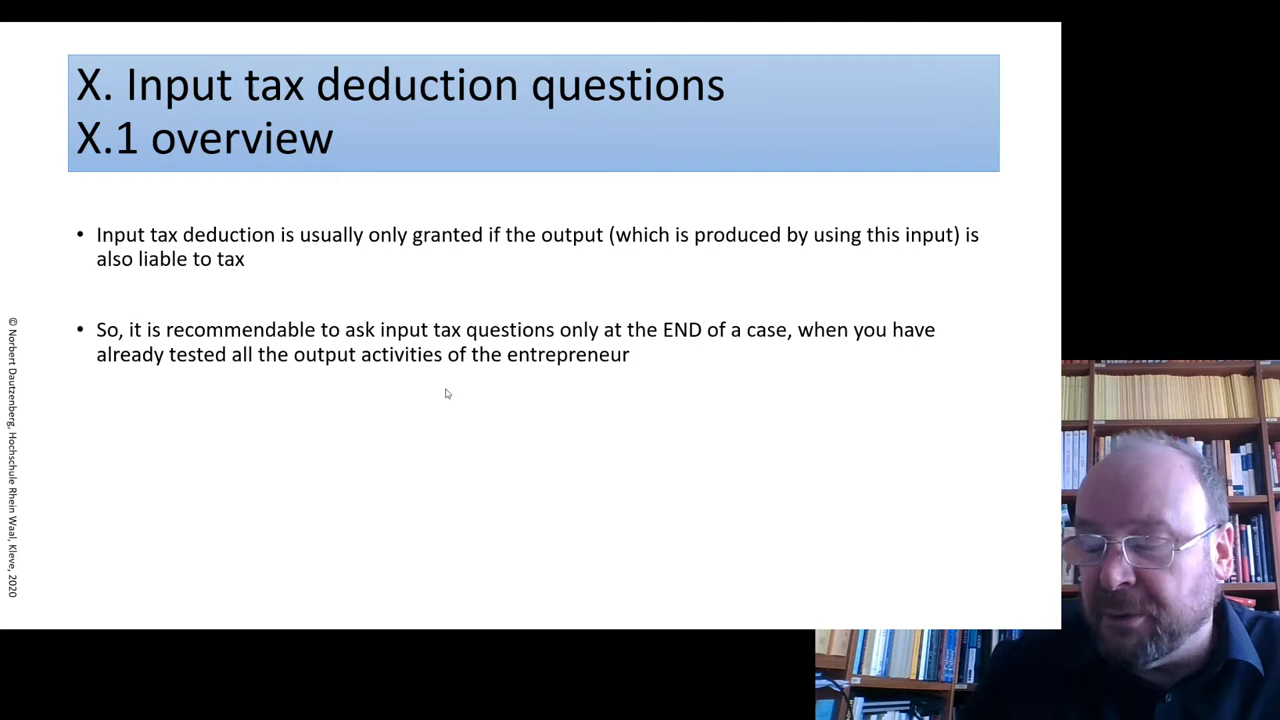 X. Input tax deduction questions
X.1 overview
• Input tax deduction is usually only granted if the output (which is produced by using this input) is
also liable to tax
• So, it is recommendable to ask input tax questions only at the END of a case, when you have
already tested all the output activities of the entrepreneur
© Norbert Dautzenberg, Hochschule Rhein Waal, Kleve, 2020